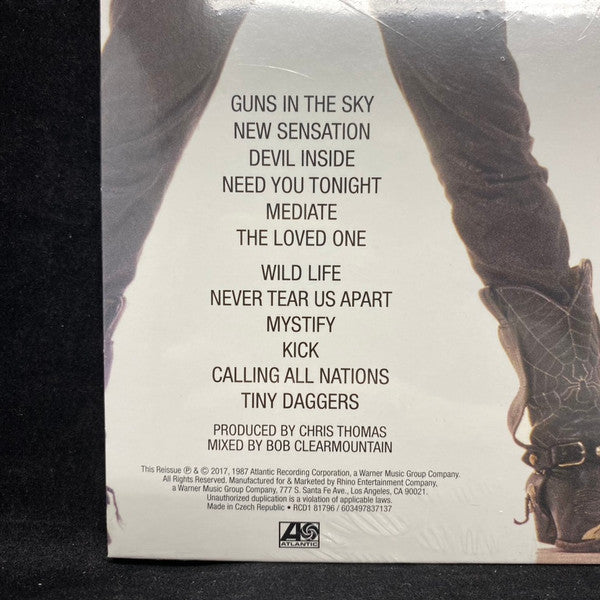 GUNS IN THE SKY
NEW SENSATION
DEVIL INSIDE
NEED YOU TONIGHT
MEDIATE
THE LOVED ONE
WILD LIFE
NEVER TEAR US APART
MYSTIFY
KICK
CALLING ALL NATIONS
TINY DAGGERS
PRODUCED BY CHRIS THOMAS
MIXED BY BOB CLEARMOUNTAIN
This Reissue ℗ & © 2017, 1987 Atlantic Recording Corporation, a Warner Music Group Company.
All Rights Reserved. Manufactured for & Marketed by Rhino Entertainment Company,
a Warner Music Group Company, 777 S. Santa Fe Ave., Los Angeles, CA 90021.
Unauthorized duplication is a violation of applicable laws.
Made in Czech Republic • RCD1 81796 / 603497837137
ATLANTIC